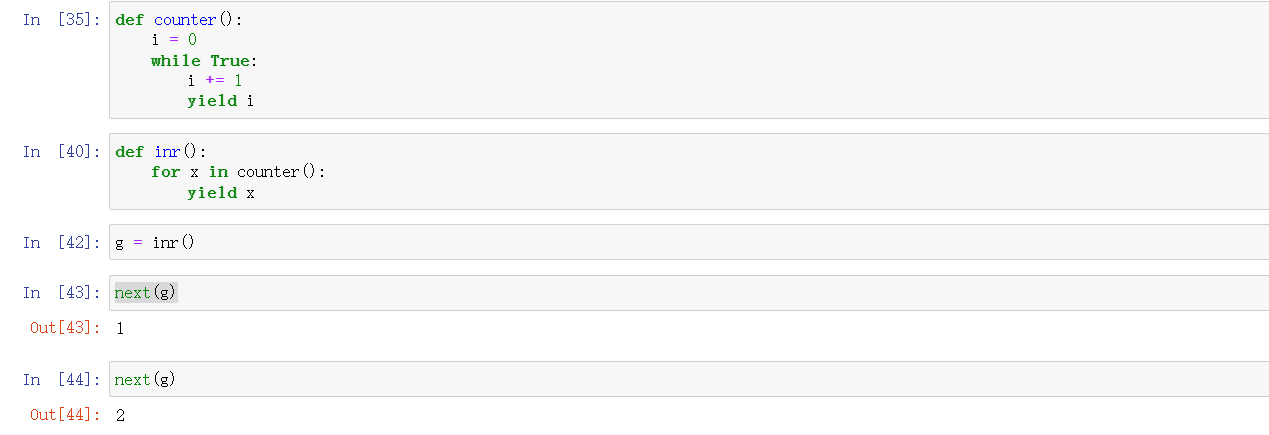 In [35]: def counter():
    i = 0
    while True:
        i += 1
        yield i
In [40]: def inr():
    for x in counter():
        yield x
In [42]: g = inr()
In [43]: next(g)
Out[43]: 1
In [44]: next(g)
Out[44]: 2